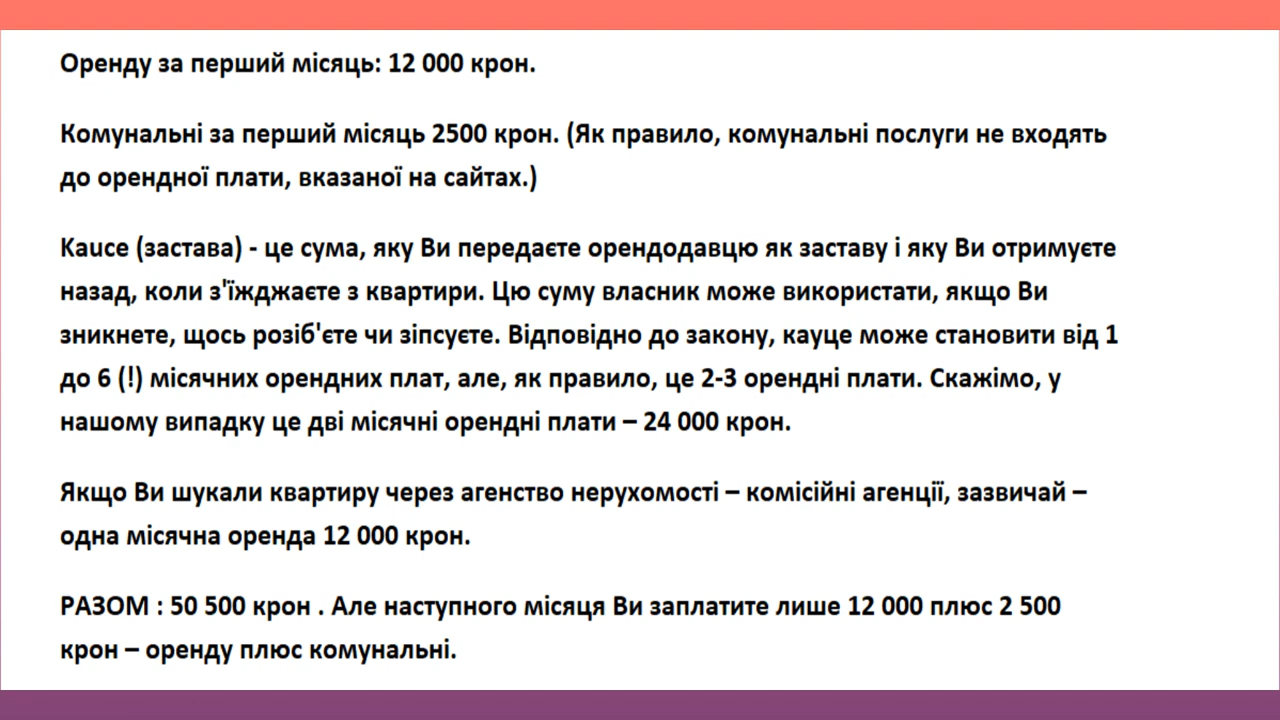 Оренду за перший місяць: 12 000 крон.
Комунальні за перший місяць 2500 крон. (Як правило, комунальні послуги не входять
до орендної плати, вказаної на сайтах.)
Kauce (застава) - це сума, яку Ви передаєте орендодавцю як заставу і яку Ви отримуєте
назад, коли з'їжджаєте з квартири. Цю суму власник може використати, якщо Ви
зникнете, щось розіб'єте чи зіпсуєте. Відповідно до закону, кауце може становити від 1
до 6 (!) місячних орендних плат, але, як правило, це 2-3 орендні плати. Скажімо, у
нашому випадку це дві місячні орендні плати – 24 000 крон.
Якщо Ви шукали квартиру через агенство нерухомості – комісійні агенції, зазвичай –
одна місячна оренда 12 000 крон.
РАЗОМ : 50 500 крон . Але наступного місяця Ви заплатите лише 12 000 плюс 2 500
крон – оренду плюс комунальні.